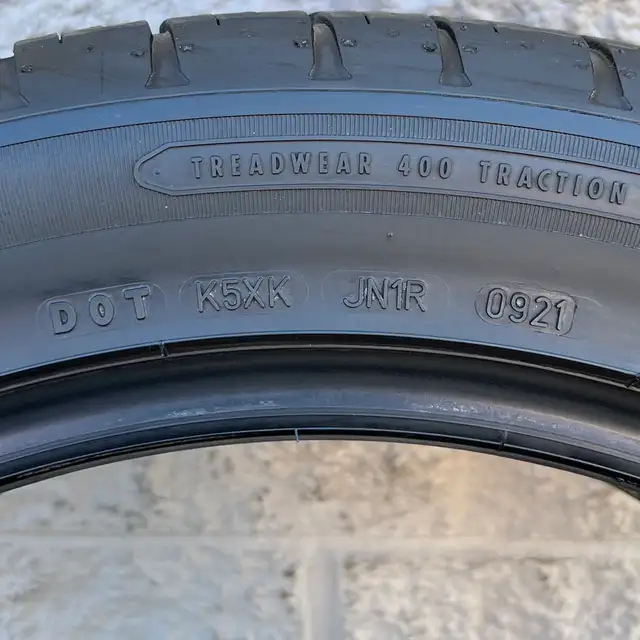 TREADWEAR 400 TRACTION
DOT K5XK JN1R 0921